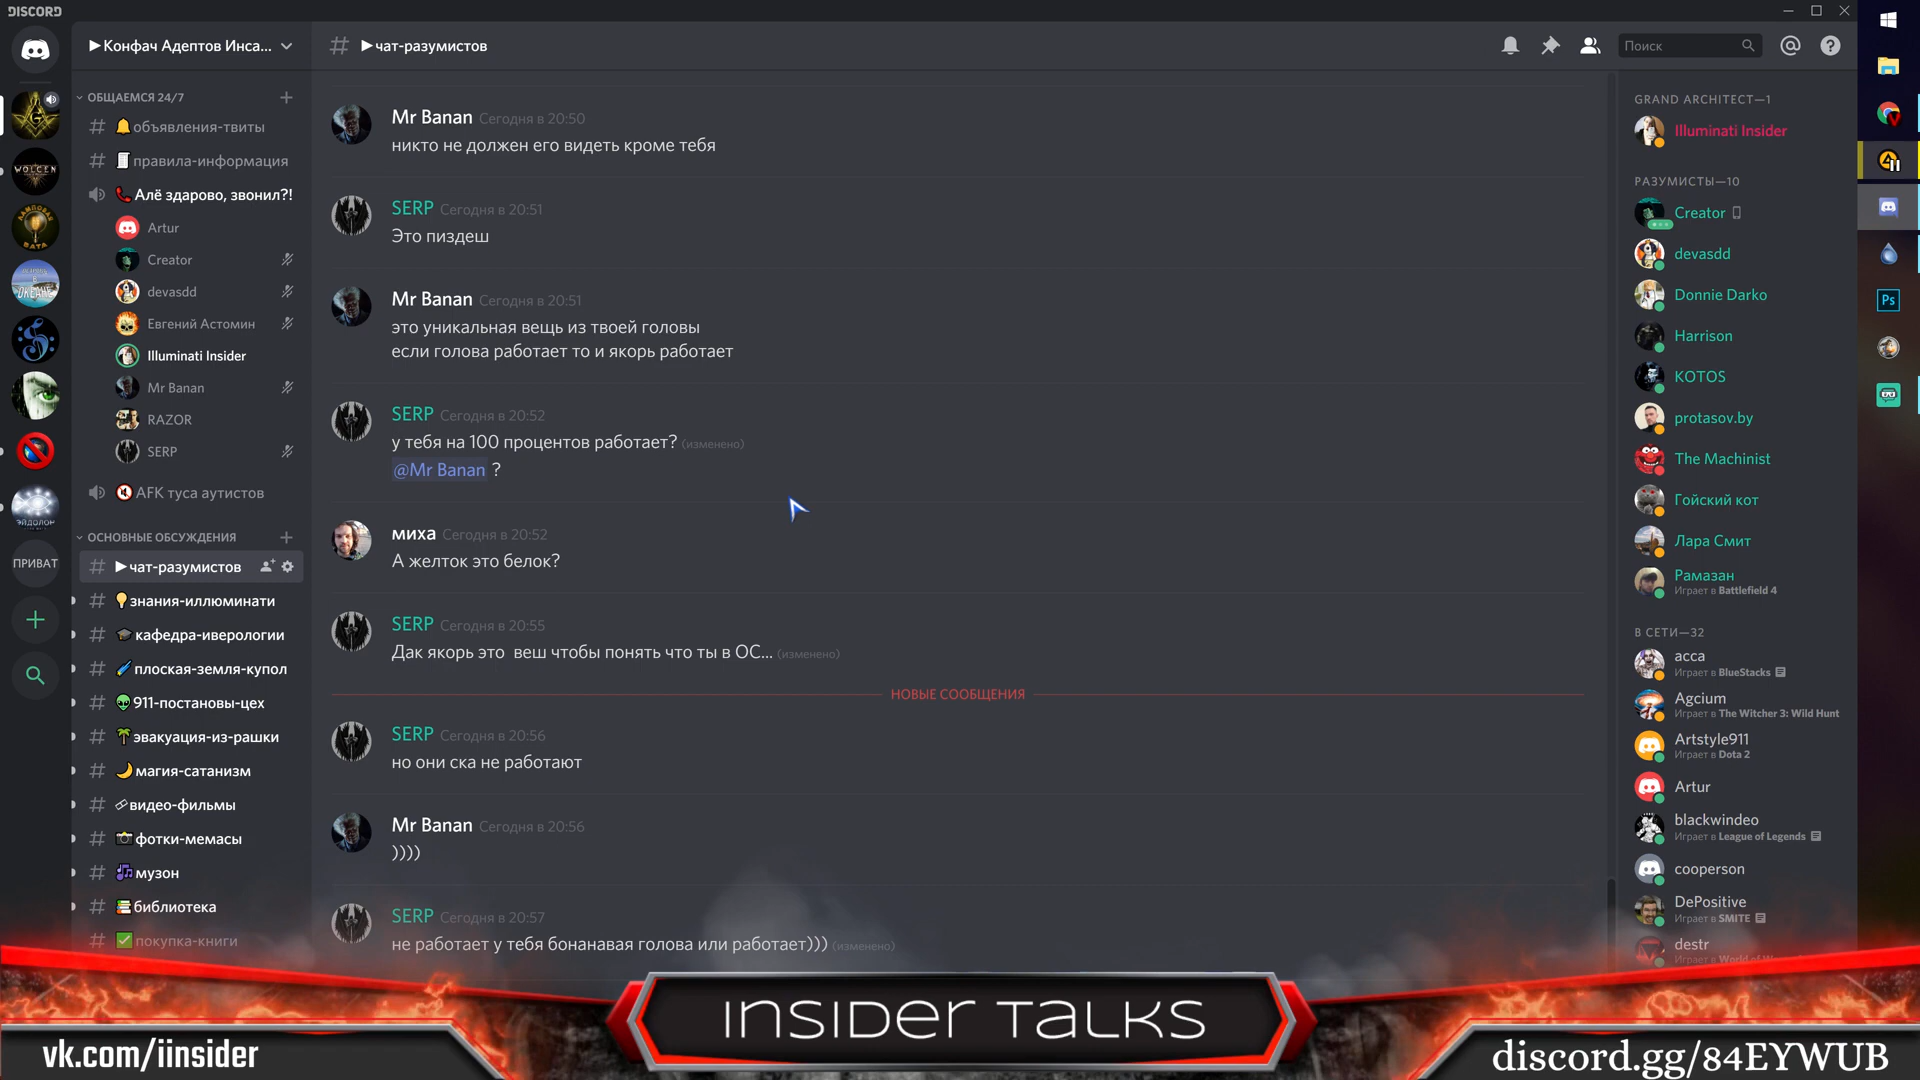 DISCORD
▶Конфач Адептов Инса...
ОБЩАЕМСЯ 24/7
# 🔔объявления-твиты
# 📜правила-информация
📞Алё здарово, звонил?!
Artur
Creator
devasdd
Евгений Астомин
Illuminati Insider
Mr Banan
RAZOR
SERP
AFK туса аутистов
ОСНОВНЫЕ ОБСУЖДЕНИЯ
# ▶чат-разумистов
# 💡знания-иллюминати
# 🎓кафедра-иверологии
# плоская-земля-купол
# 👽911-постановы-цех
# 🌴эвакуация-из-рашки
# 🌙магия-сатанизм
# видео-фильмы
# 📷фотки-мемасы
# 🎵музон
# 📚библиотека
# ✅покупка-книги
WOLCEN
ЛАМПОВАЯ
ВАТА
ОКЕАНЕ
ЭЙДОЛОН
ПРИВАТ
# ▶чат-разумистов
Поиск
Mr Banan Сегодня в 20:50
никто не должен его видеть кроме тебя
SERP Сегодня в 20:51
Это пиздеш
Mr Banan Сегодня в 20:51
это уникальная вещь из твоей головы
если голова работает то и якорь работает
SERP Сегодня в 20:52
у тебя на 100 процентов работает? (изменено)
@Mr Banan ?
миха Сегодня в 20:52
А желток это белок?
SERP Сегодня в 20:55
Дак якорь это  веш чтобы понять что ты в ОС... (изменено)
НОВЫЕ СООБЩЕНИЯ
SERP Сегодня в 20:56
но они ска не работают
Mr Banan Сегодня в 20:56
))))
SERP Сегодня в 20:57
не работает у тебя бонанавая голова или работает))) (изменено)
GRAND ARCHITECT—1
Illuminati Insider
РАЗУМИСТЫ—10
Creator
devasdd
Donnie Darko
Harrison
KOTOS
protasov.by
The Machinist
Гойский кот
Лара Смит
Рамазан
Играет в Battlefield 4
В СЕТИ—32
acca
Играет в BlueStacks
Agcium
Играет в The Witcher 3: Wild Hunt
Artstyle911
Играет в Dota 2
Artur
blackwindeo
Играет в League of Legends
cooperson
DePositive
Играет в SMITE
destr
Играет в World of
Ps
INSIDER TALKS
vk.com/iinsider
discord.gg/84EYWUB